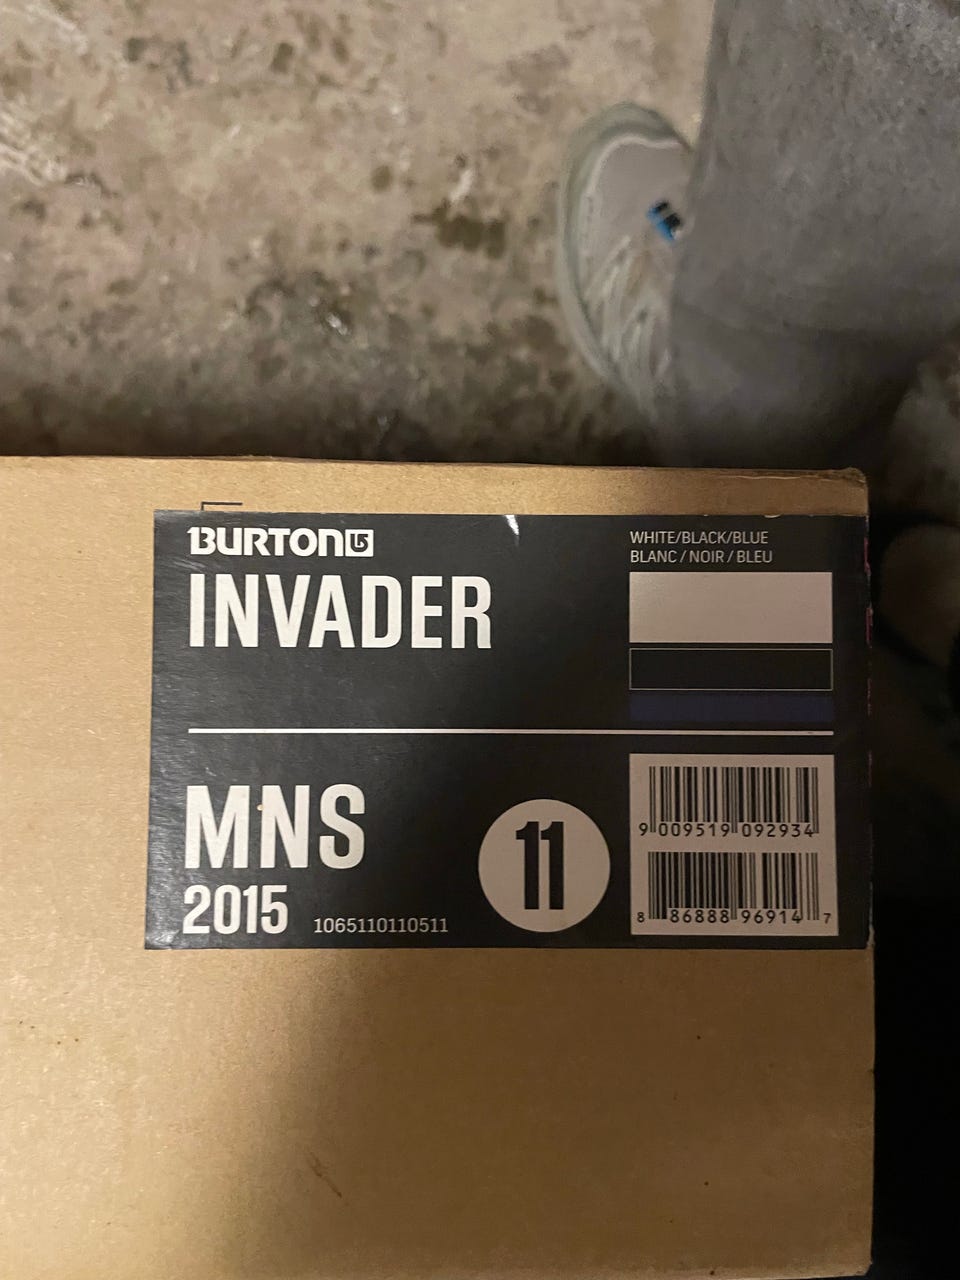 BURTON
INVADER
WHITE/BLACK/BLUE
BLANC / NOIR / BLEU
MNS
2015
1065110110511
11
9 009519 092934
8 86888 96914 7